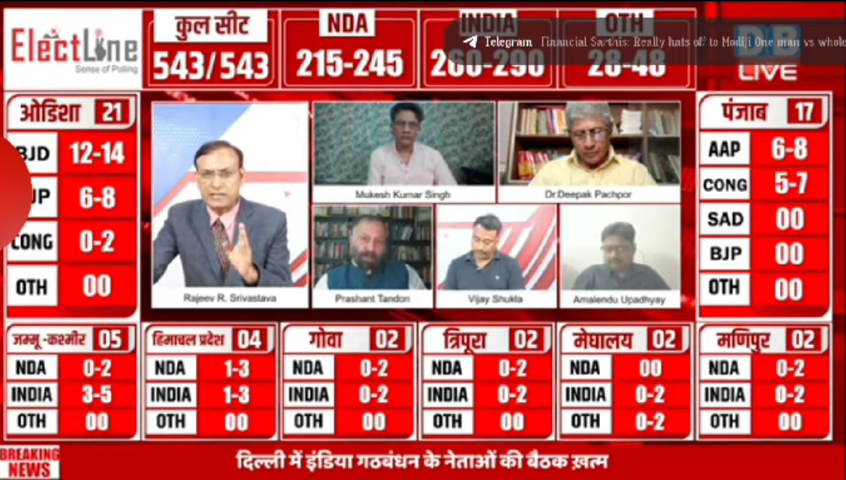 ElectLine
Sense of Polling
कुल सीट
543/543
NDA
215-245
INDIA
260-290
OTH
28-48
DB
LIVE
Telegram Financial Sarthis: Really hats off to Modiji One man vs whole
ओडिशा 21
BJD 12-14
BJP 6-8
CONG 0-2
OTH 00
Mukesh Kumar Singh
Dr.Deepak Pachpor
Rajeev R. Srivastava
Prashant Tandon
Vijay Shukla
Amalendu Upadhyay
पंजाब 17
AAP 6-8
CONG 5-7
SAD 00
BJP 00
OTH 00
जम्मू -कश्मीर 05
NDA 0-2
INDIA 3-5
OTH 00
हिमाचल प्रदेश 04
NDA 1-3
INDIA 1-3
OTH 00
गोवा 02
NDA 0-2
INDIA 0-2
OTH 00
त्रिपुरा 02
NDA 0-2
INDIA 0-2
OTH 00
मेघालय 02
NDA 00
INDIA 0-2
OTH 0-2
मणिपुर 02
NDA 0-2
INDIA 0-2
OTH 00
BREAKING
NEWS
दिल्ली में इंडिया गठबंधन के नेताओं की बैठक ख़त्म